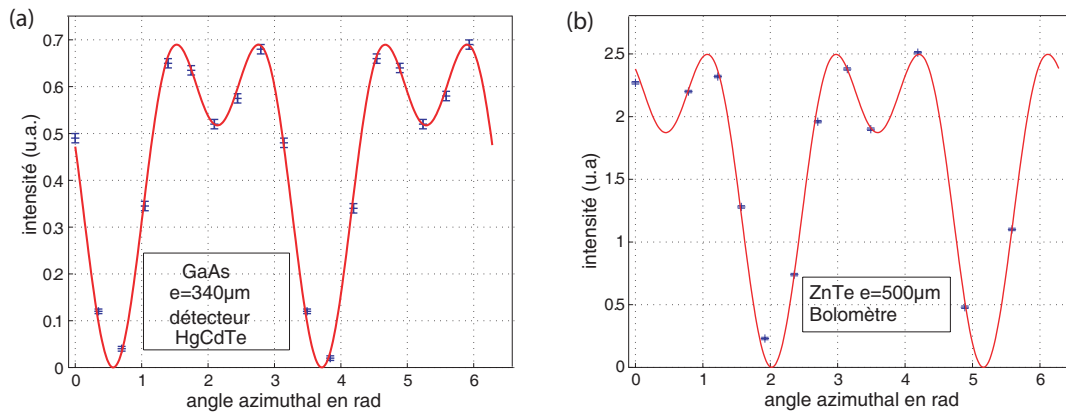 (a)
0.7
0.6
0.5
0.4
0.3
0.2
0.1
0
intensité (u.a.)
GaAs
e=340µm
détecteur
HgCdTe
0 1 2 3 4 5 6
angle azimuthal en rad
(b)
2.5
2
1.5
1
0.5
0
intensité (u.a)
ZnTe e=500µm
Bolomètre
0 1 2 3 4 5 6
angle azimuthal en rad